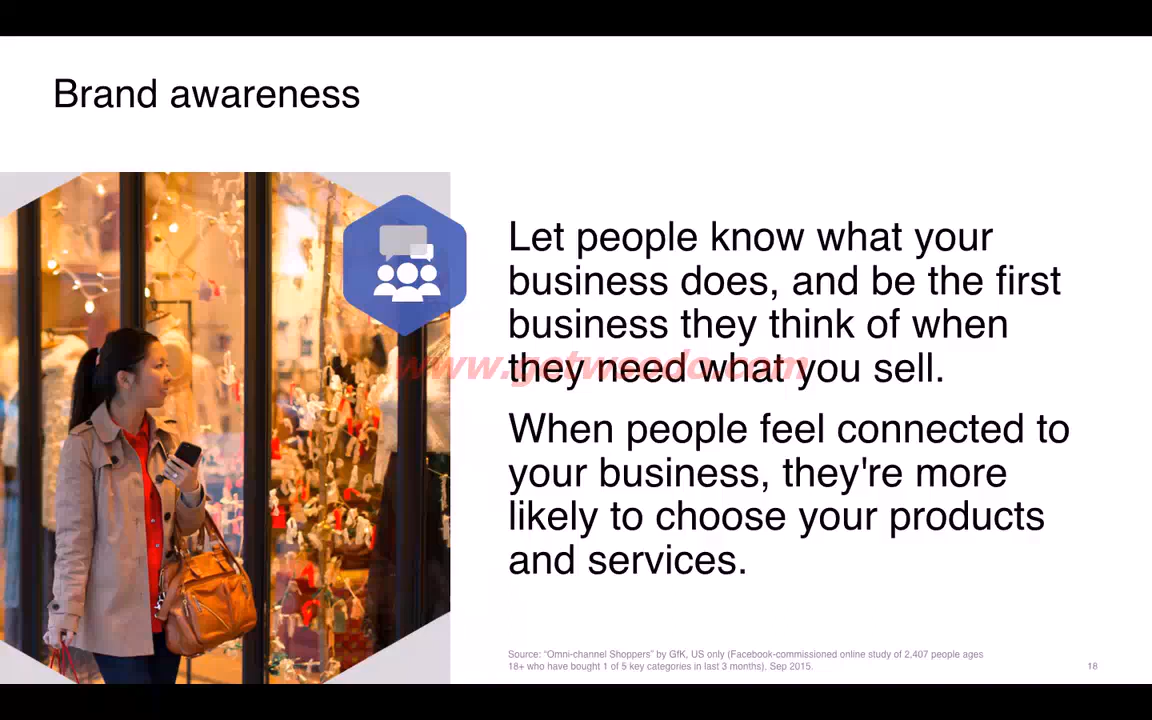 Brand awareness
Let people know what your
business does, and be the first
business they think of when
they need what you sell.
www.getwsodo.com
When people feel connected to
your business, they're more
likely to choose your products
and services.
Source: “Omni-channel Shoppers” by GfK, US only (Facebook-commissioned online study of 2,407 people ages
18+ who have bought 1 of 5 key categories in last 3 months), Sep 2015.
18